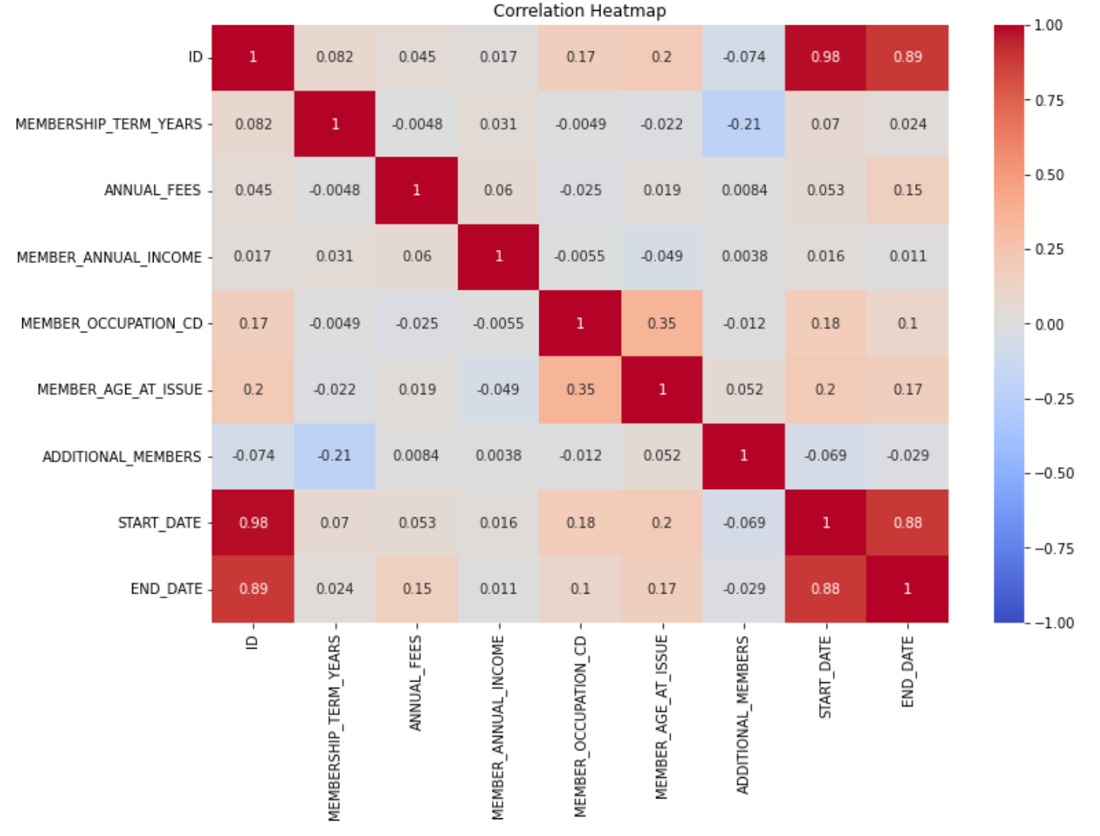 Correlation Heatmap
ID 1 0.082 0.045 0.017 0.17 0.2 -0.074 0.98 0.89
MEMBERSHIP_TERM_YEARS 0.082 1 -0.0048 0.031 -0.0049 -0.022 -0.21 0.07 0.024
ANNUAL_FEES 0.045 -0.0048 1 0.06 -0.025 0.019 0.0084 0.053 0.15
MEMBER_ANNUAL_INCOME 0.017 0.031 0.06 1 -0.0055 -0.049 0.0038 0.016 0.011
MEMBER_OCCUPATION_CD 0.17 -0.0049 -0.025 -0.0055 1 0.35 -0.012 0.18 0.1
MEMBER_AGE_AT_ISSUE 0.2 -0.022 0.019 -0.049 0.35 1 0.052 0.2 0.17
ADDITIONAL_MEMBERS -0.074 -0.21 0.0084 0.0038 -0.012 0.052 1 -0.069 -0.029
START_DATE 0.98 0.07 0.053 0.016 0.18 0.2 -0.069 1 0.88
END_DATE 0.89 0.024 0.15 0.011 0.1 0.17 -0.029 0.88 1
ID
MEMBERSHIP_TERM_YEARS
ANNUAL_FEES
MEMBER_ANNUAL_INCOME
MEMBER_OCCUPATION_CD
MEMBER_AGE_AT_ISSUE
ADDITIONAL_MEMBERS
START_DATE
END_DATE
1.00
0.75
0.50
0.25
0.00
−0.25
−0.50
−0.75
−1.00